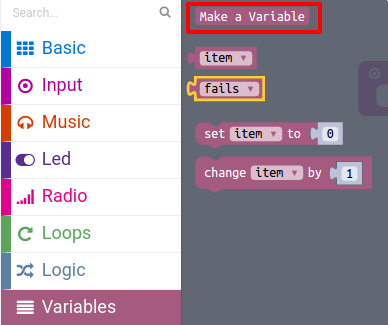 Search...
Basic
Input
Music
Led
Radio
Loops
Logic
Variables
Make a Variable
item
fails
set item to 0
change item by 1